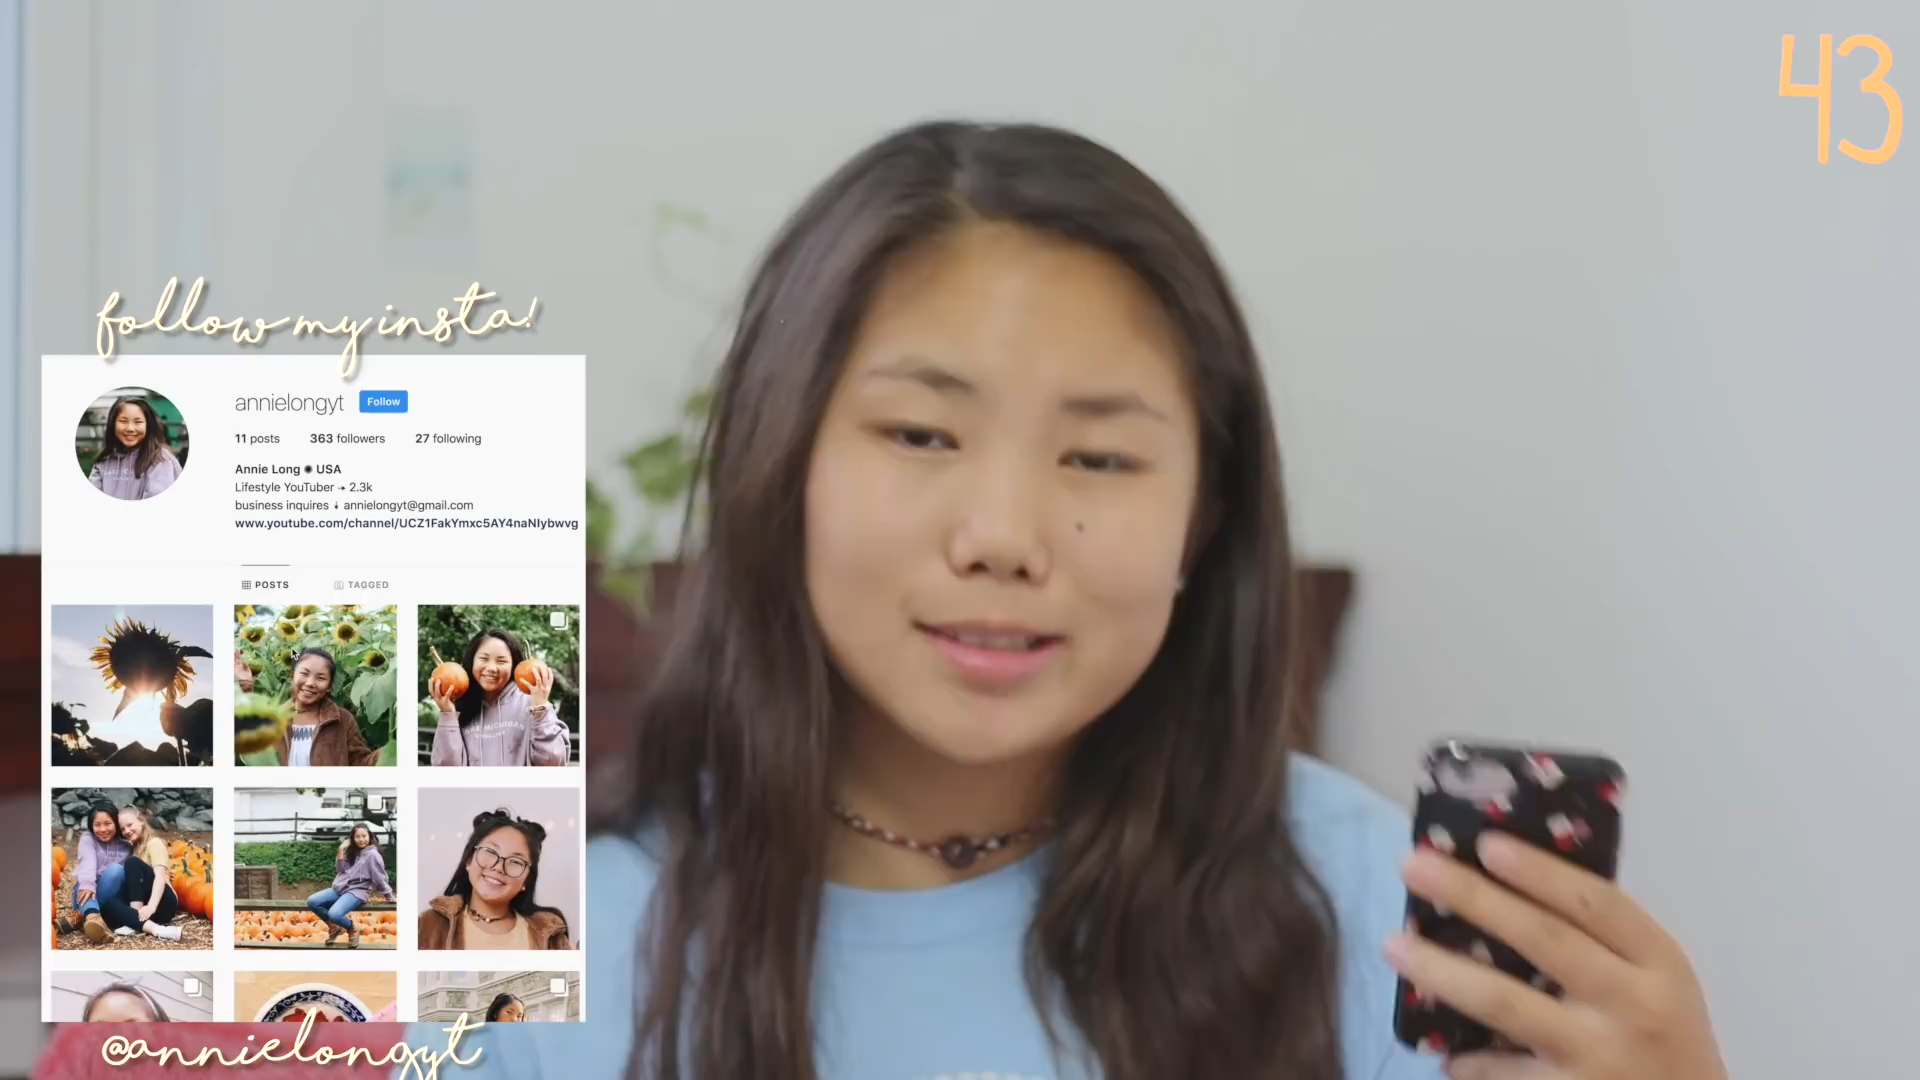 43
follow my insta!
annielongyt Follow
11 posts 363 followers 27 following
Annie Long ✺ USA
Lifestyle YouTuber ➝ 2.3k
business inquires ↓ annielongyt@gmail.com
www.youtube.com/channel/UCZ1FakYmxc5AY4naNlybwvg
POSTS TAGGED
@annielongyt